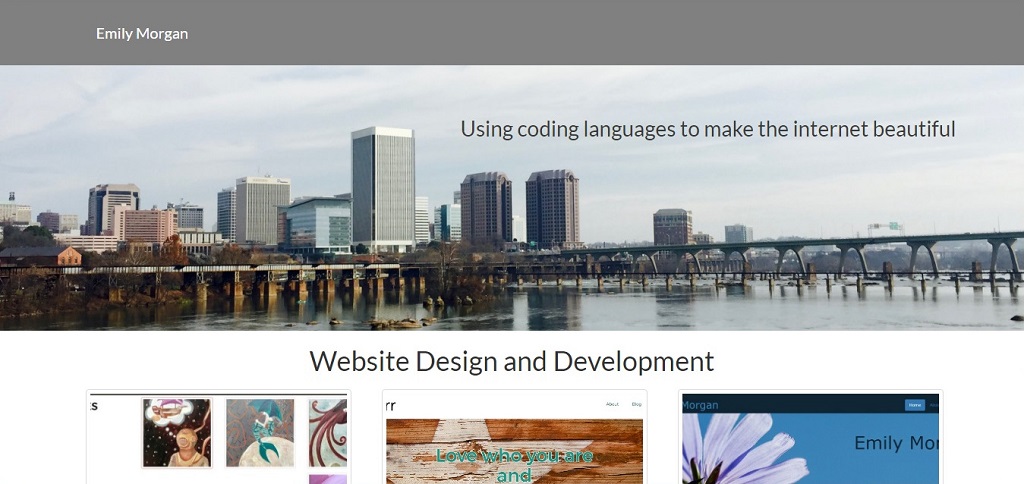 Emily Morgan
Using coding languages to make the internet beautiful
Website Design and Development
ts
rr
About Blog
Love who you are
and
Morgan
Home
Emily Mor